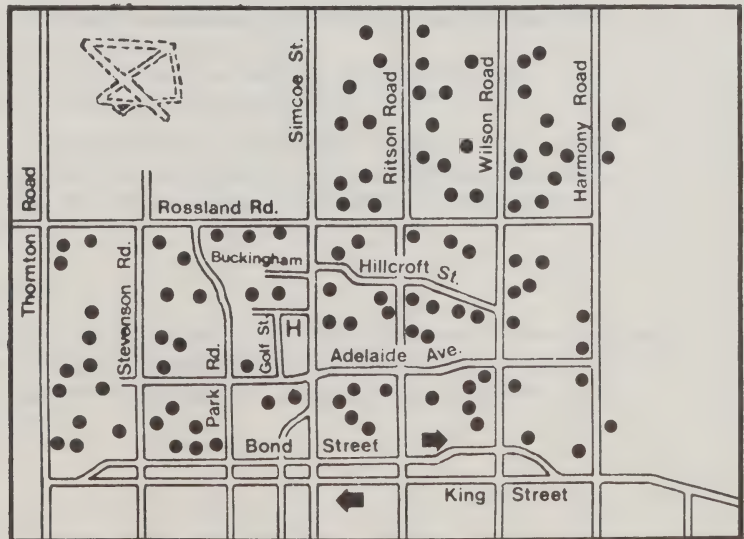 Simcoe St.
Ritson Road
Wilson Road
Harmony Road
Thornton Road
Rossland Rd.
Stevenson Rd.
Buckingham
Hillcroft St.
Golf St.
H
Park Rd.
Adelaide Ave.
Bond Street
King Street